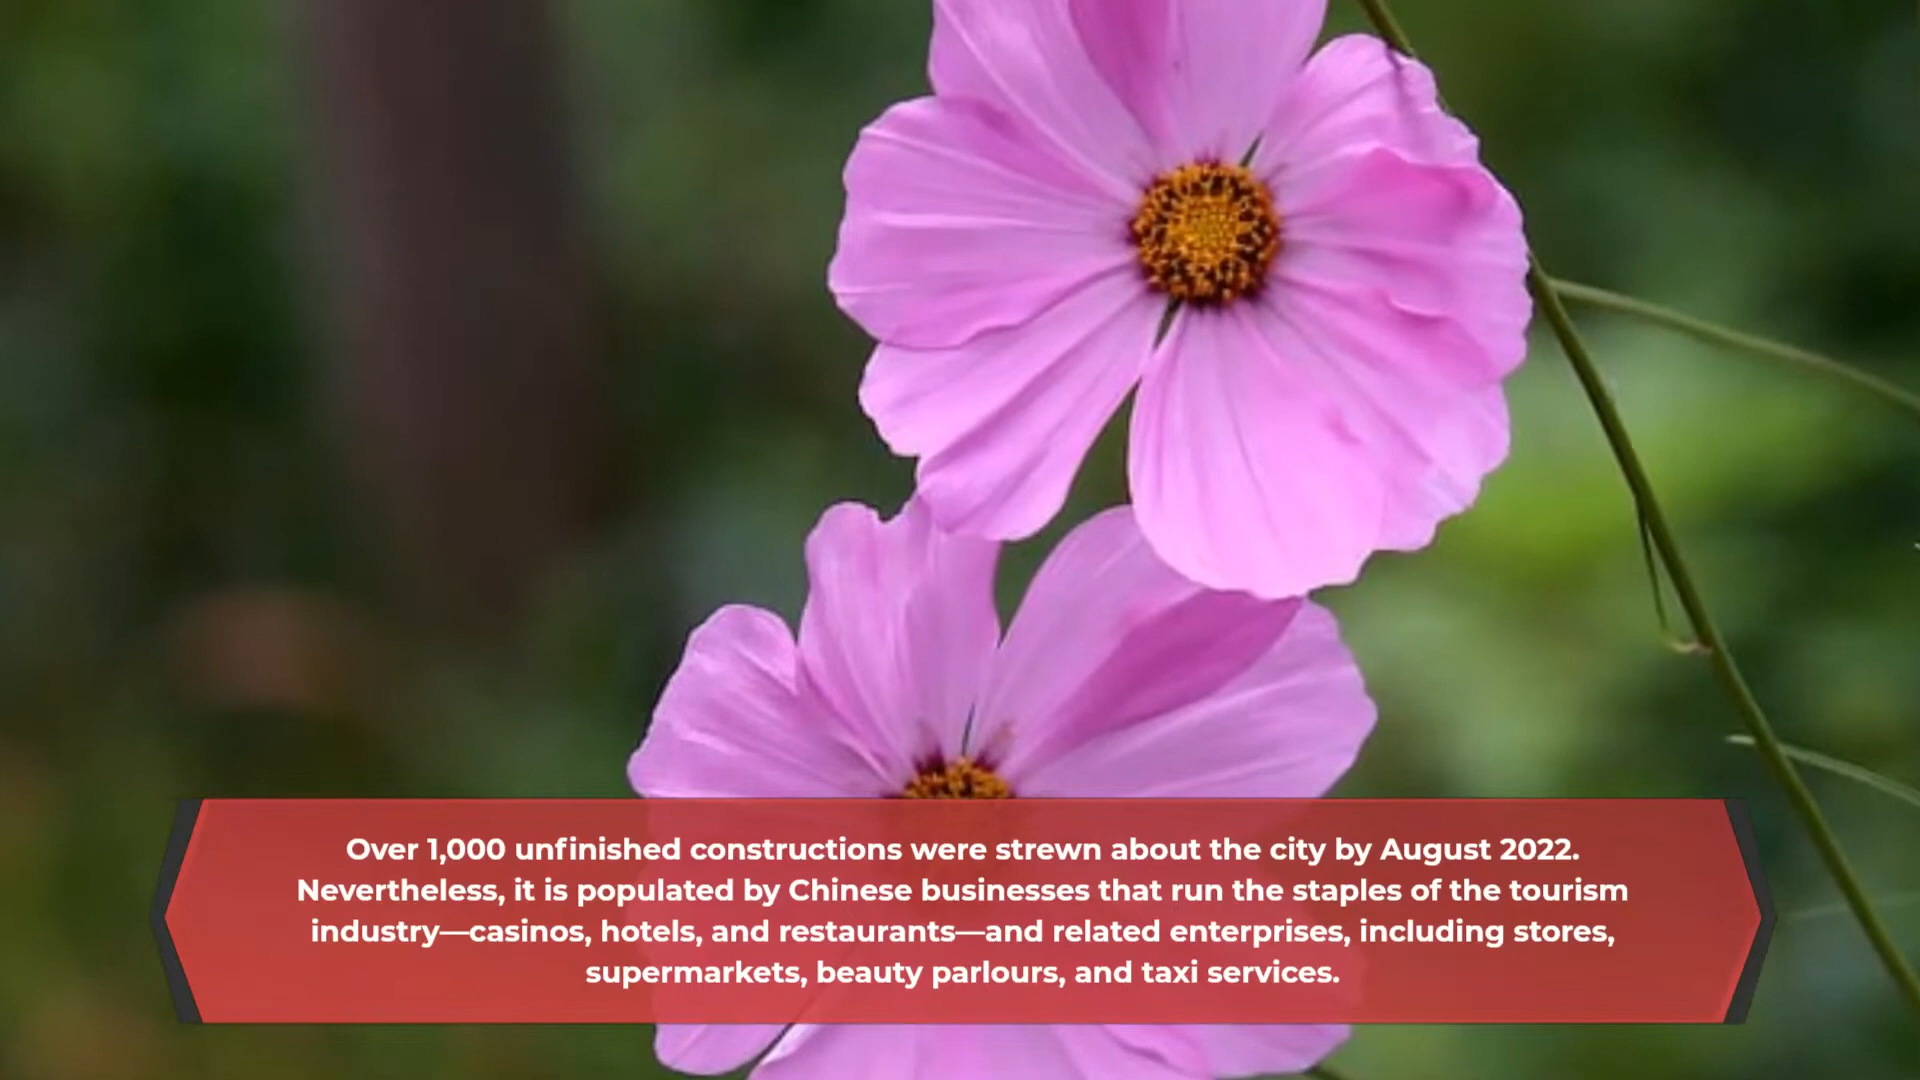 Over 1,000 unfinished constructions were strewn about the city by August 2022.
Nevertheless, it is populated by Chinese businesses that run the staples of the tourism
industry—casinos, hotels, and restaurants—and related enterprises, including stores,
supermarkets, beauty parlours, and taxi services.